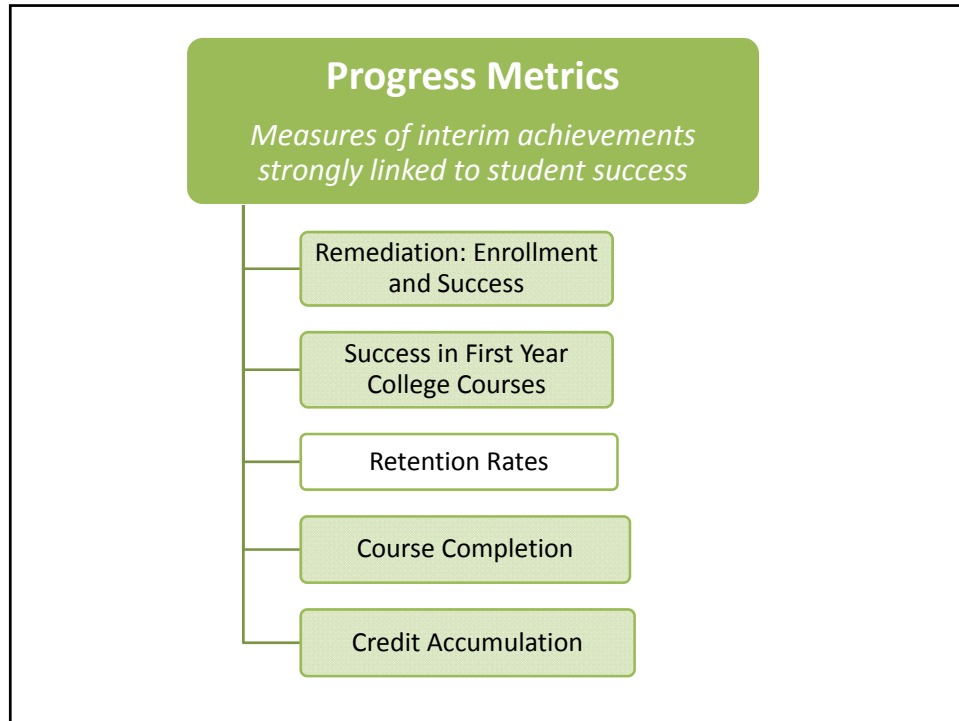 Progress Metrics
Measures of interim achievements
strongly linked to student success
Remediation: Enrollment
and Success
Success in First Year
College Courses
Retention Rates
Course Completion
Credit Accumulation